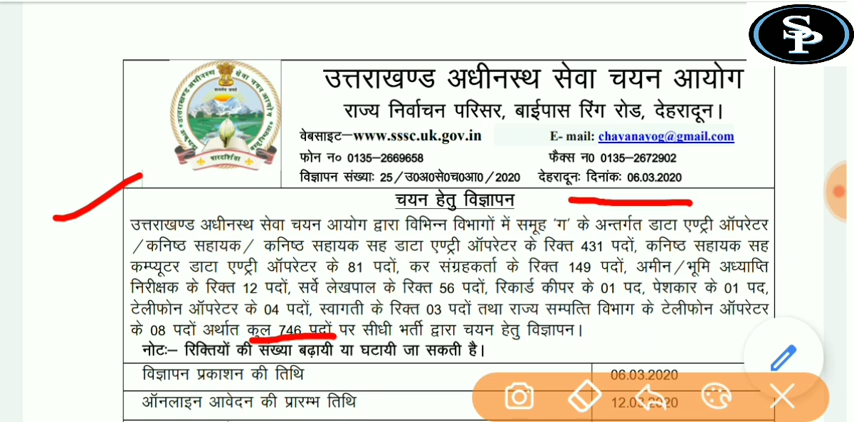 SP
उत्तराखण्ड अधीनस्थ सेवा चयन आयोग
राज्य निर्वाचन परिसर, बाईपास रिंग रोड, देहरादून।
वेबसाइट–www.sssc.uk.gov.in E- mail: chayanayog@gmail.com
फोन न० 0135-2669658 फैक्स न० 0135-2672902
विज्ञापन संख्याः 25/उ0अ0से0च0आ0/2020 देहरादूनः दिनांकः 06.03.2020
चयन हेतु विज्ञापन
उत्तराखण्ड अधीनस्थ सेवा चयन आयोग द्वारा विभिन्न विभागों में समूह 'ग' के अन्तर्गत डाटा एण्ट्री ऑपरेटर
/कनिष्ठ सहायक/ कनिष्ठ सहायक सह डाटा एण्ट्री ऑपरेटर के रिक्त 431 पदों, कनिष्ठ सहायक सह
कम्प्यूटर डाटा एण्ट्री ऑपरेटर के 81 पदों, कर संग्रहकर्ता के रिक्त 149 पदों, अमीन/भूमि अध्याप्ति
निरीक्षक के रिक्त 12 पदों, सर्वे लेखपाल के रिक्त 56 पदों, रिकार्ड कीपर के 01 पद, पेशकार के 01 पद,
टेलीफोन ऑपरेटर के 04 पदों, स्वागती के रिक्त 03 पदों तथा राज्य सम्पत्ति विभाग के टेलीफोन ऑपरेटर
के 08 पदों अर्थात कुल 746 पदों पर सीधी भर्ती द्वारा चयन हेतु विज्ञापन।
नोटः– रिक्तियों की संख्या बढ़ायी या घटायी जा सकती है।
विज्ञापन प्रकाशन की तिथि 06.03.2020
ऑनलाइन आवेदन की प्रारम्भ तिथि 12.03.2020